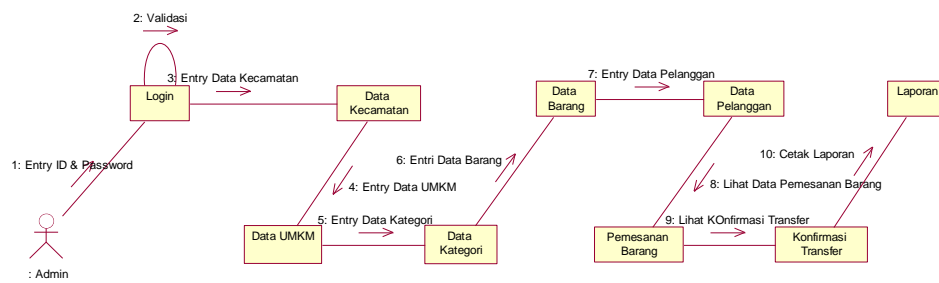 2: Validasi
3: Entry Data Kecamatan
Login
Data
Kecamatan
1: Entry ID & Password
: Admin
4: Entry Data UMKM
Data UMKM
5: Entry Data Kategori
Data
Kategori
6: Entri Data Barang
Data
Barang
7: Entry Data Pelanggan
Data
Pelanggan
8: Lihat Data Pemesanan Barang
Pemesanan
Barang
9: Lihat KOnfirmasi Transfer
Konfirmasi
Transfer
10: Cetak Laporan
Laporan